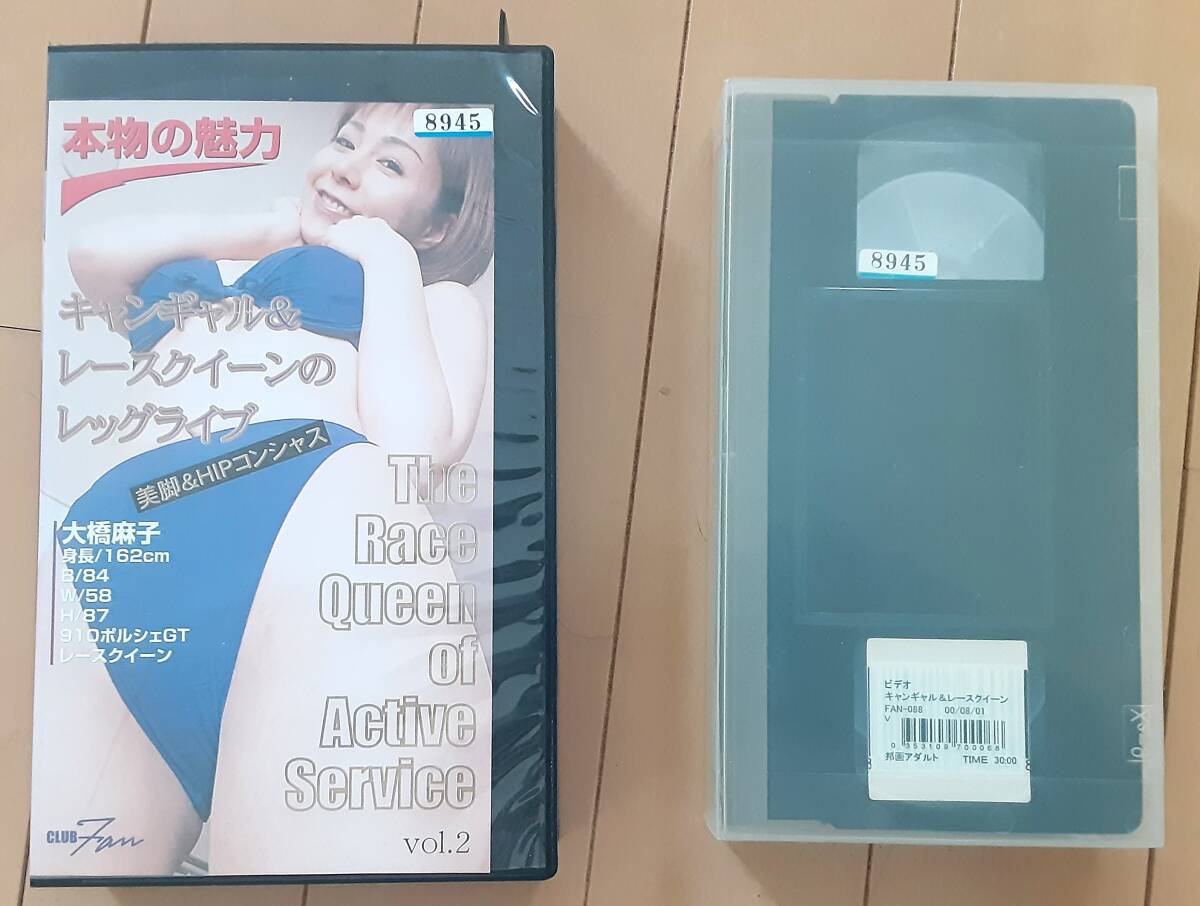 本物の魅力
8945
キャンギャル&
レースクイーンの
レッグライブ
美脚&HIPコンシャス
大橋麻子
身長/162cm
B/84
W/58
H/87
910ポルシェGT
レースクイーン
The
Race
Queen
of
Active
Service
CLUB Fan
vol.2
8945
ビデオ
キャンギャル&レースクイーン
FAN-088 00/08/01
V
0 353109 700068
邦画アダルト TIME 30:00